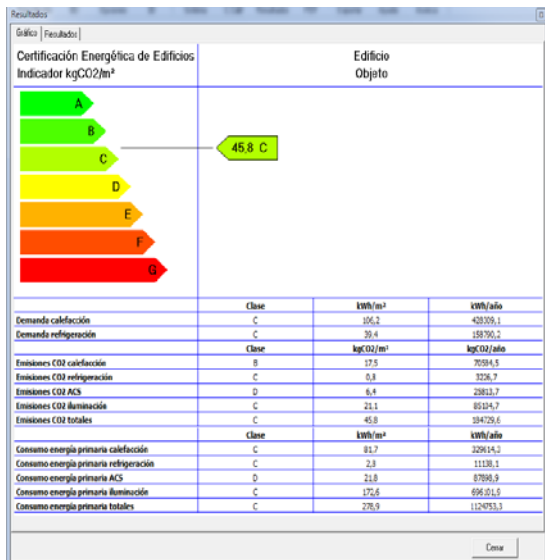 Resultados
Gráfico Resultados
Certificación Energética de Edificios
Indicador kgCO2/m²
Edificio
Objeto
A
B
C
D
E
F
G
45,8 C
Clase kWh/m² kWh/año
Demanda calefacción C 106,2 428309,1
Demanda refrigeración C 39,4 158790,2
Clase kgCO2/m² kgCO2/año
Emisiones CO2 calefacción B 17,5 70584,5
Emisiones CO2 refrigeración C 0,8 3226,7
Emisiones CO2 ACS D 6,4 25813,7
Emisiones CO2 iluminación C 21,1 85104,7
Emisiones CO2 totales C 45,8 184729,6
Clase kWh/m² kWh/año
Consumo energía primaria calefacción C 81,7 329614,3
Consumo energía primaria refrigeración C 2,8 11138,1
Consumo energía primaria ACS D 21,8 87898,9
Consumo energía primaria iluminación C 172,6 696101,9
Consumo energía primaria totales C 278,9 1124753,3
Cerrar